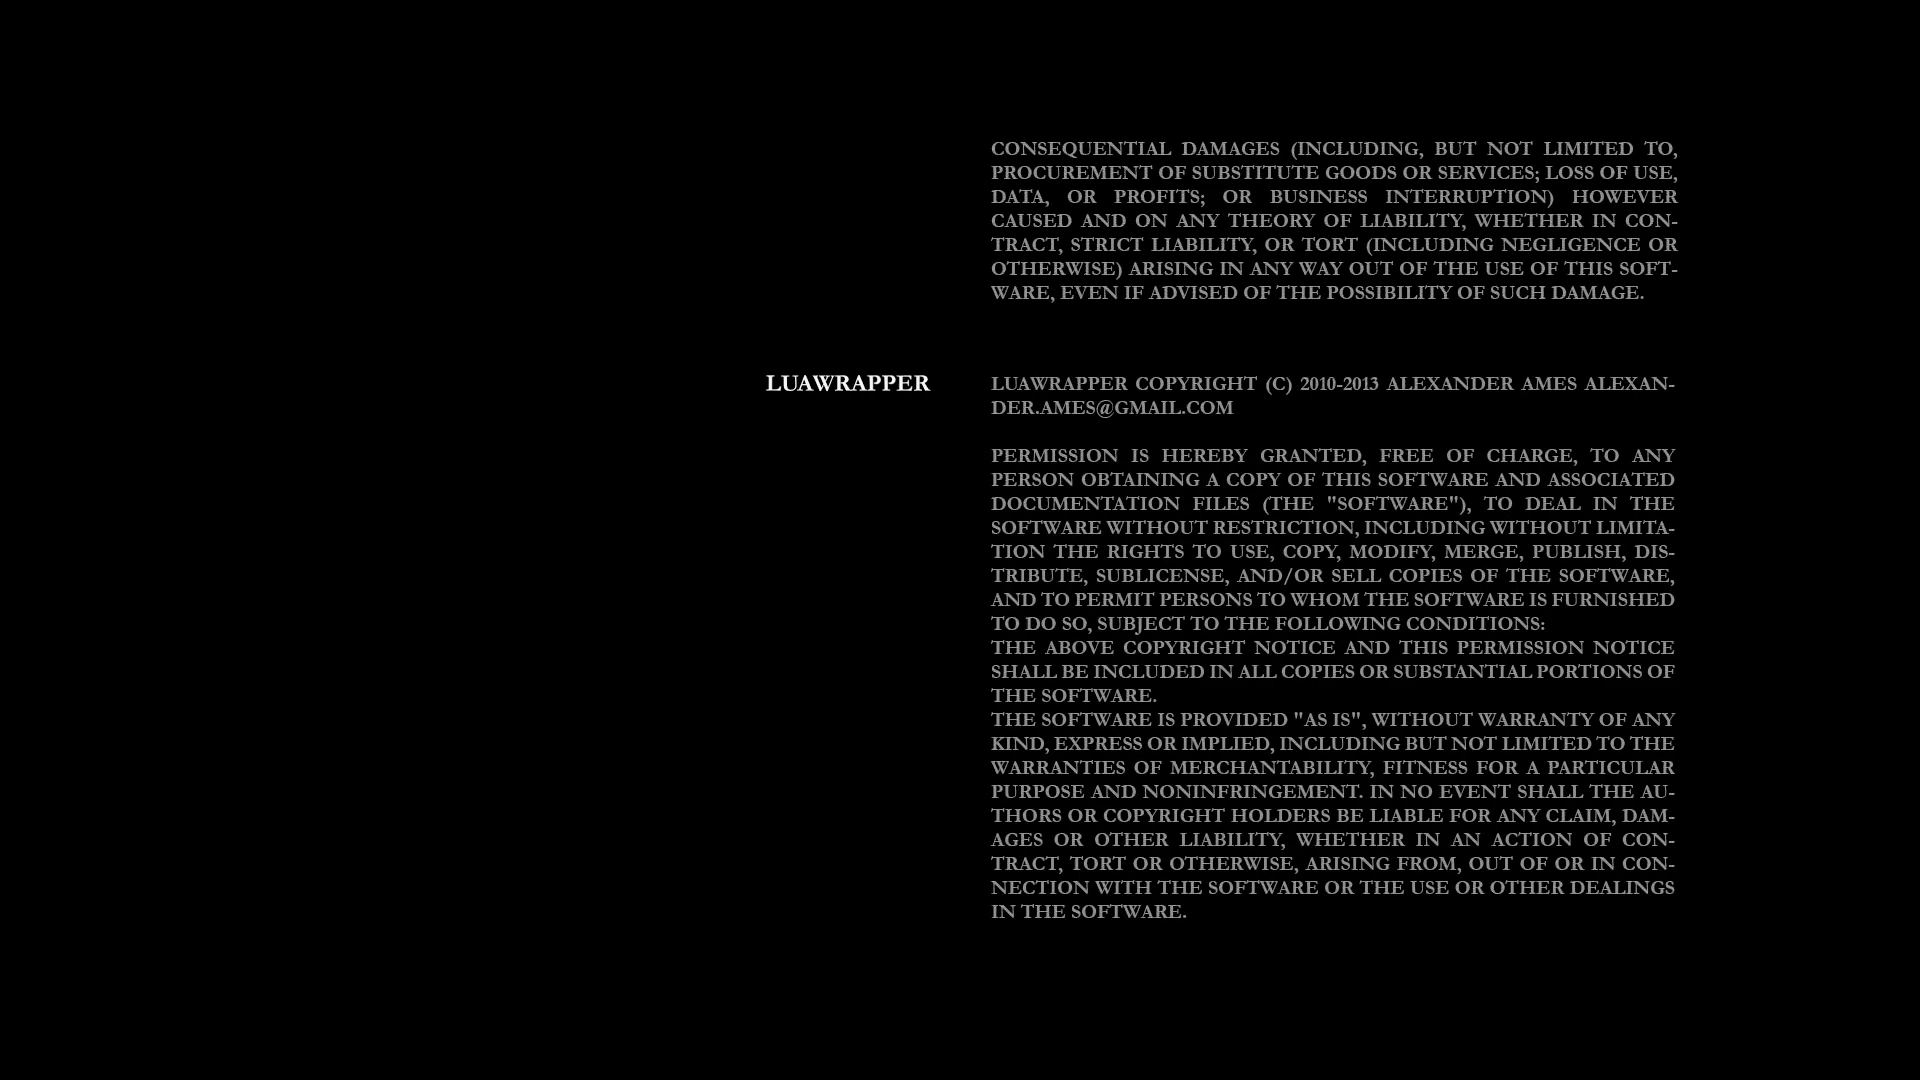 CONSEQUENTIAL DAMAGES (INCLUDING, BUT NOT LIMITED TO,
PROCUREMENT OF SUBSTITUTE GOODS OR SERVICES; LOSS OF USE,
DATA, OR PROFITS; OR BUSINESS INTERRUPTION) HOWEVER
CAUSED AND ON ANY THEORY OF LIABILITY, WHETHER IN CON-
TRACT, STRICT LIABILITY, OR TORT (INCLUDING NEGLIGENCE OR
OTHERWISE) ARISING IN ANY WAY OUT OF THE USE OF THIS SOFT-
WARE, EVEN IF ADVISED OF THE POSSIBILITY OF SUCH DAMAGE.
LUAWRAPPER
LUAWRAPPER COPYRIGHT (C) 2010-2013 ALEXANDER AMES ALEXAN-
DER.AMES@GMAIL.COM
PERMISSION IS HEREBY GRANTED, FREE OF CHARGE, TO ANY
PERSON OBTAINING A COPY OF THIS SOFTWARE AND ASSOCIATED
DOCUMENTATION FILES (THE "SOFTWARE"), TO DEAL IN THE
SOFTWARE WITHOUT RESTRICTION, INCLUDING WITHOUT LIMITA-
TION THE RIGHTS TO USE, COPY, MODIFY, MERGE, PUBLISH, DIS-
TRIBUTE, SUBLICENSE, AND/OR SELL COPIES OF THE SOFTWARE,
AND TO PERMIT PERSONS TO WHOM THE SOFTWARE IS FURNISHED
TO DO SO, SUBJECT TO THE FOLLOWING CONDITIONS:
THE ABOVE COPYRIGHT NOTICE AND THIS PERMISSION NOTICE
SHALL BE INCLUDED IN ALL COPIES OR SUBSTANTIAL PORTIONS OF
THE SOFTWARE.
THE SOFTWARE IS PROVIDED "AS IS", WITHOUT WARRANTY OF ANY
KIND, EXPRESS OR IMPLIED, INCLUDING BUT NOT LIMITED TO THE
WARRANTIES OF MERCHANTABILITY, FITNESS FOR A PARTICULAR
PURPOSE AND NONINFRINGEMENT. IN NO EVENT SHALL THE AU-
THORS OR COPYRIGHT HOLDERS BE LIABLE FOR ANY CLAIM, DAM-
AGES OR OTHER LIABILITY, WHETHER IN AN ACTION OF CON-
TRACT, TORT OR OTHERWISE, ARISING FROM, OUT OF OR IN CON-
NECTION WITH THE SOFTWARE OR THE USE OR OTHER DEALINGS
IN THE SOFTWARE.